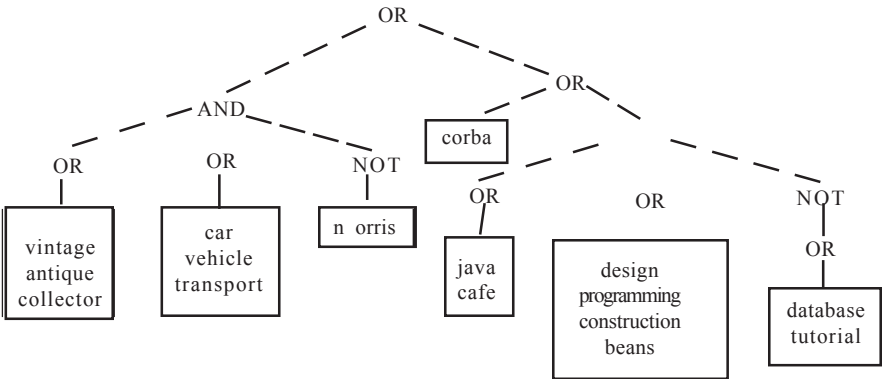 OR
OR
AND
corba
OR
OR
NOT
OR
OR
NOT
n orris
vintage
antique
collector
car
vehicle
transport
java
cafe
design
programming
construction
beans
OR
database
tutorial